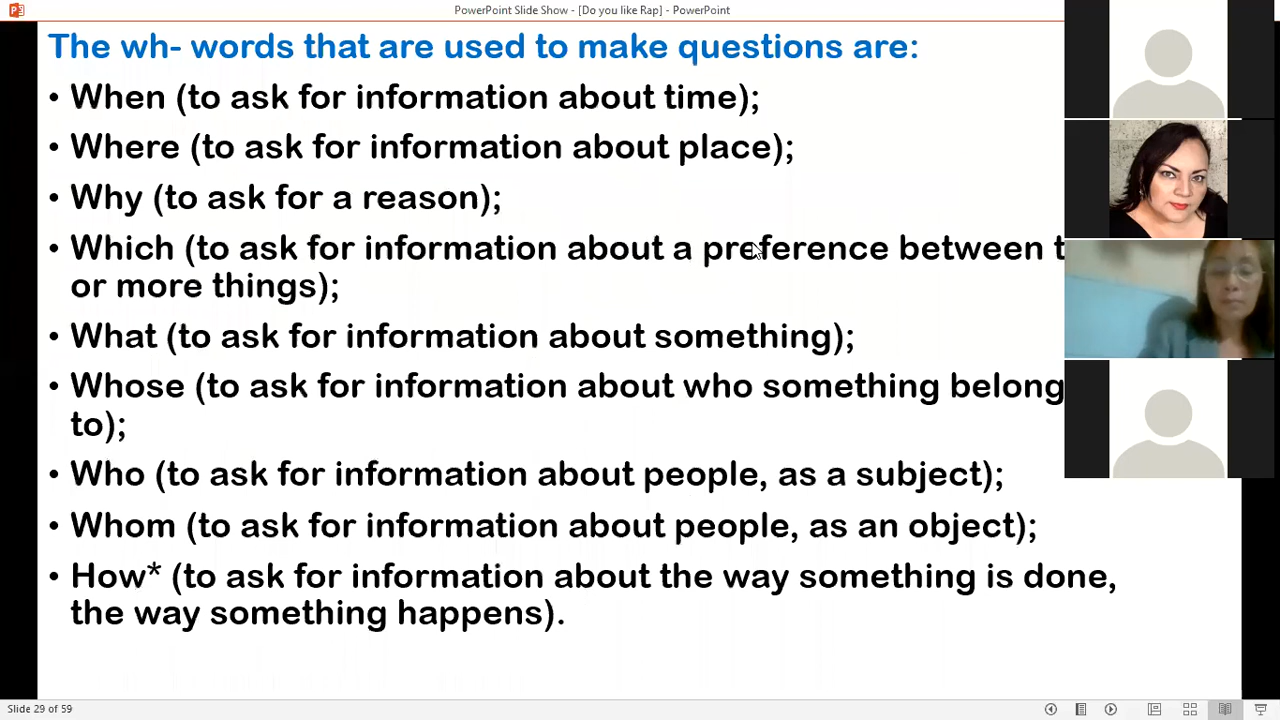 PowerPoint Slide Show - [Do you like Rap] - PowerPoint
The wh- words that are used to make questions are:
• When (to ask for information about time);
• Where (to ask for information about place);
• Why (to ask for a reason);
• Which (to ask for information about a preference between
or more things);
• What (to ask for information about something);
• Whose (to ask for information about who something belong
to);
• Who (to ask for information about people, as a subject);
• Whom (to ask for information about people, as an object);
• How* (to ask for information about the way something is done,
the way something happens).
Slide 29 of 59